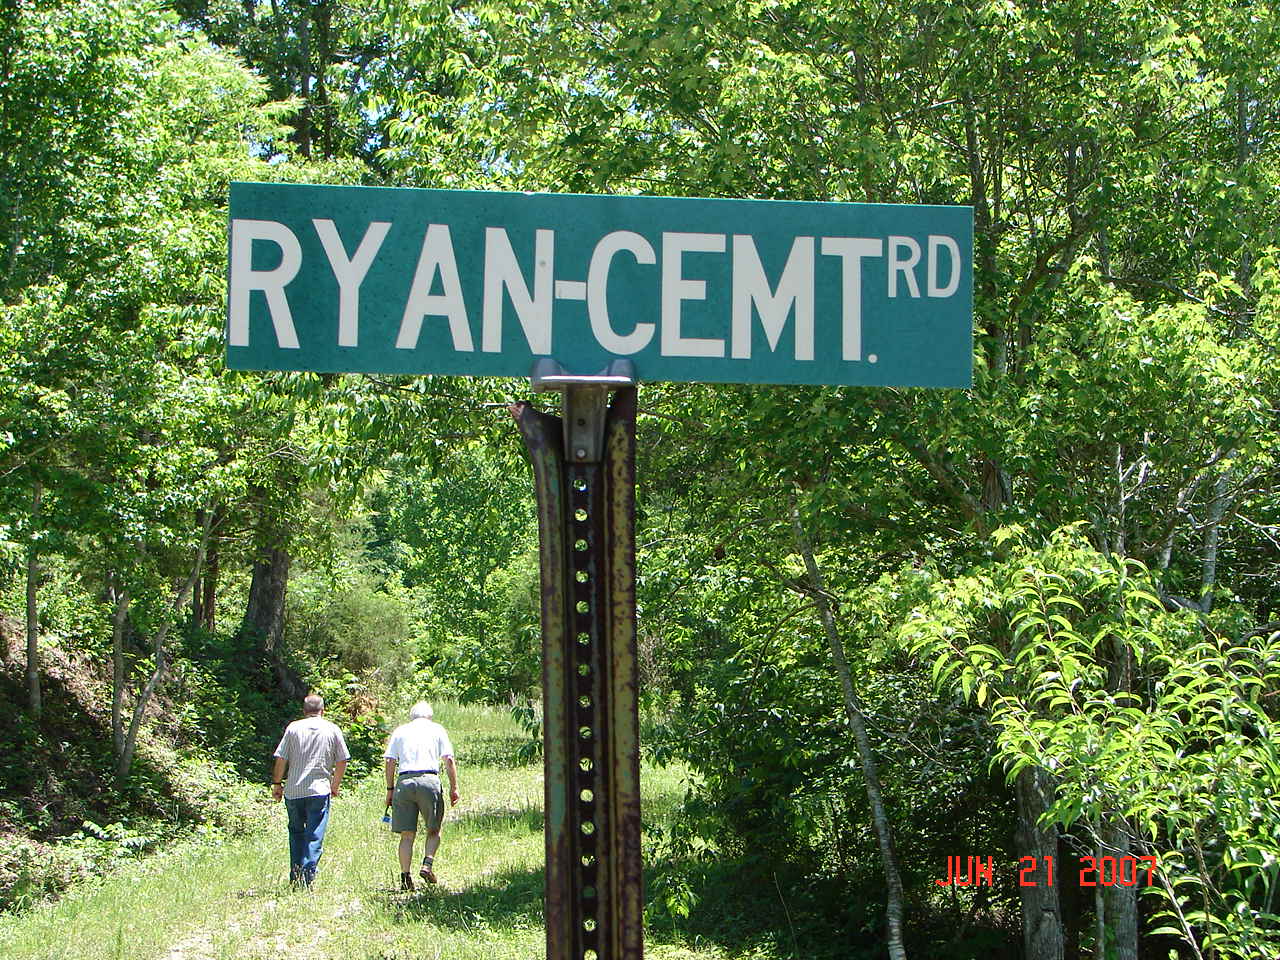 RYAN-CEMT. RD
JUN 21 2007